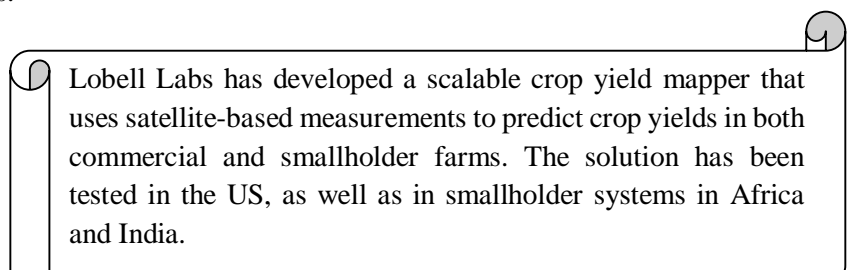 Lobell Labs has developed a scalable crop yield mapper that
uses satellite-based measurements to predict crop yields in both
commercial and smallholder farms. The solution has been
tested in the US, as well as in smallholder systems in Africa
and India.